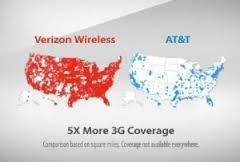 Verizon Wireless
AT&T
5X More 3G Coverage
Comparison based on square miles. Coverage not available everywhere.